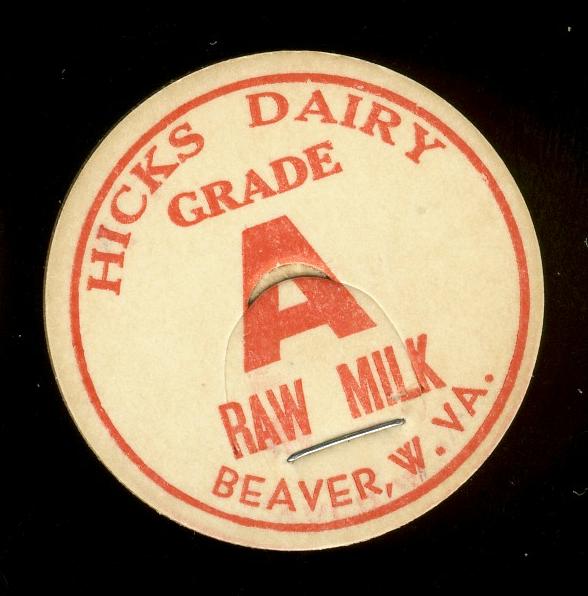 HICKS DAIRY
GRADE
A
RAW MILK
BEAVER, W. VA.